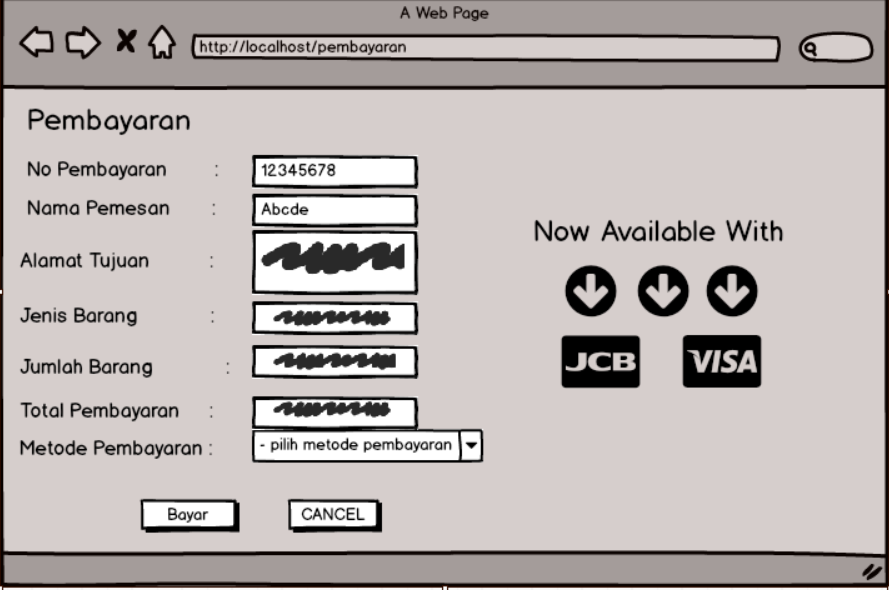 A Web Page
http://localhost/pembayaran
Pembayaran
No Pembayaran : 12345678
Nama Pemesan : Abcde
Alamat Tujuan :
Jenis Barang :
Jumlah Barang :
Total Pembayaran :
Metode Pembayaran : - pilih metode pembayaran
Bayar CANCEL
Now Available With
JCB VISA